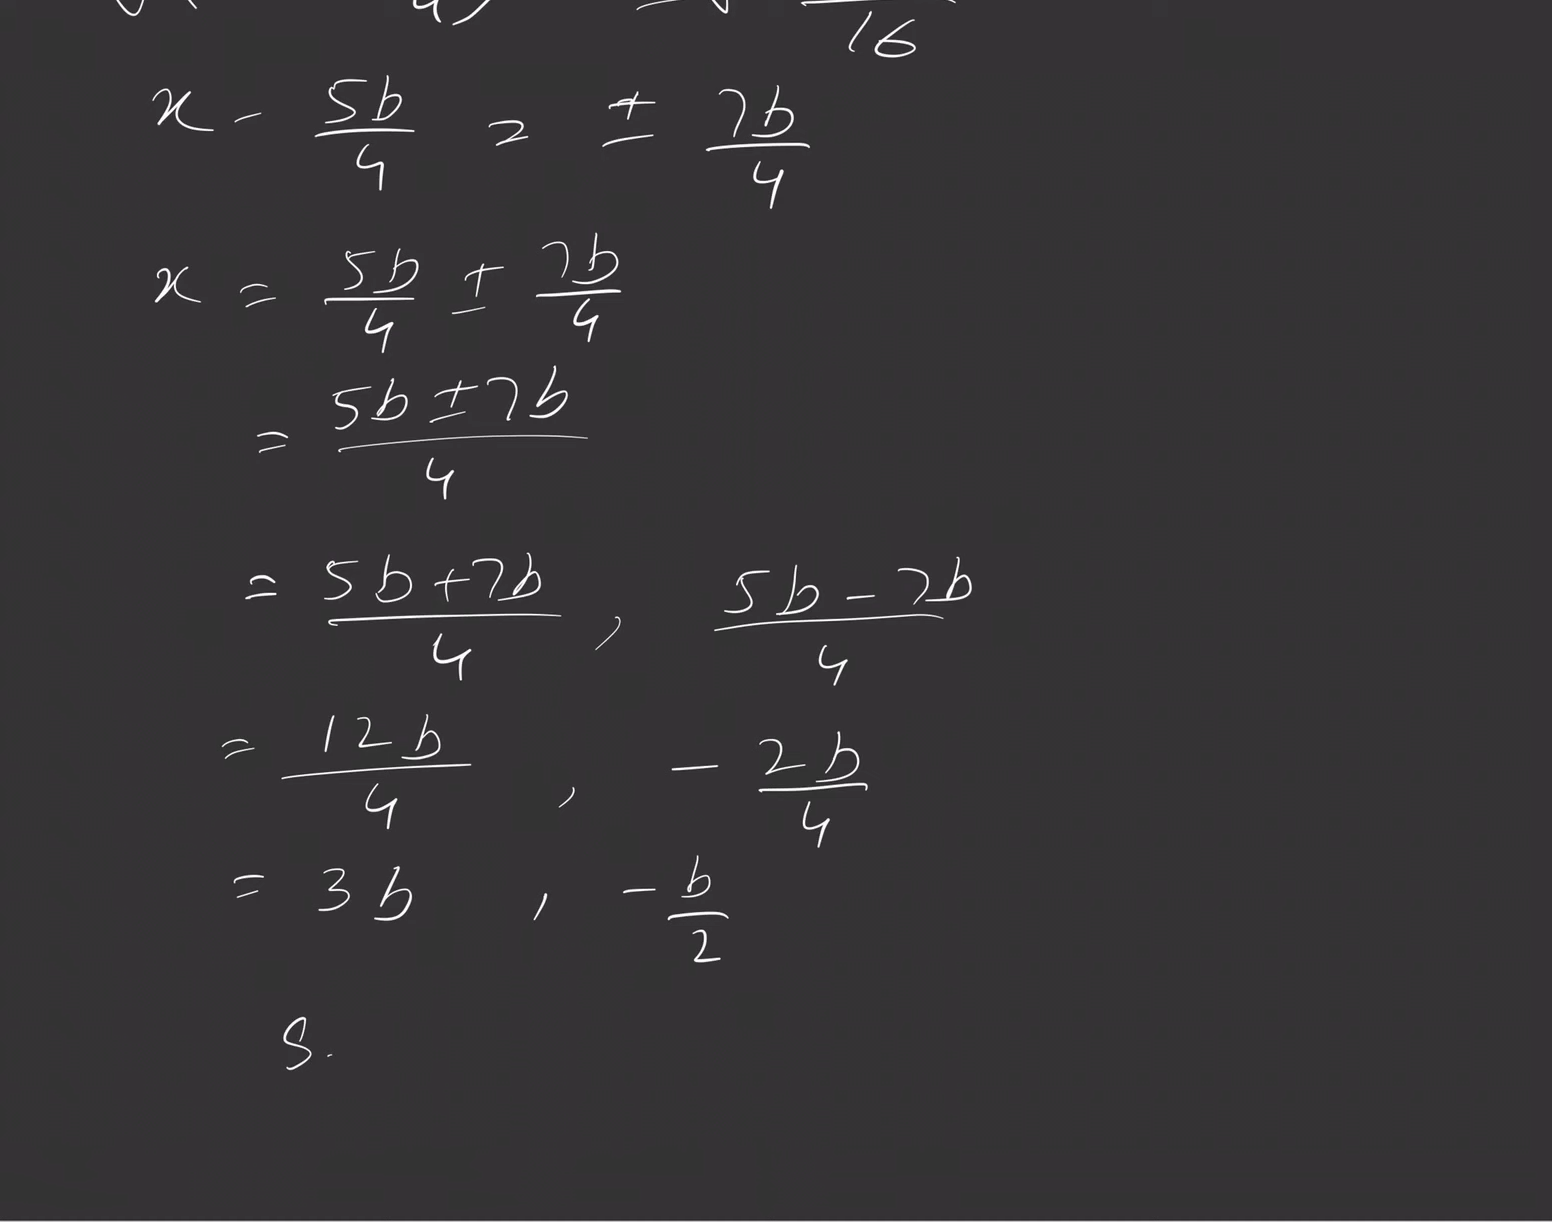 16
x - 5b/4 = ± 7b/4
x = 5b/4 ± 7b/4
= 5b ± 7b / 4
= 5b + 7b / 4 , 5b - 7b / 4
= 12b/4 , - 2b/4
= 3b , - b/2
S.